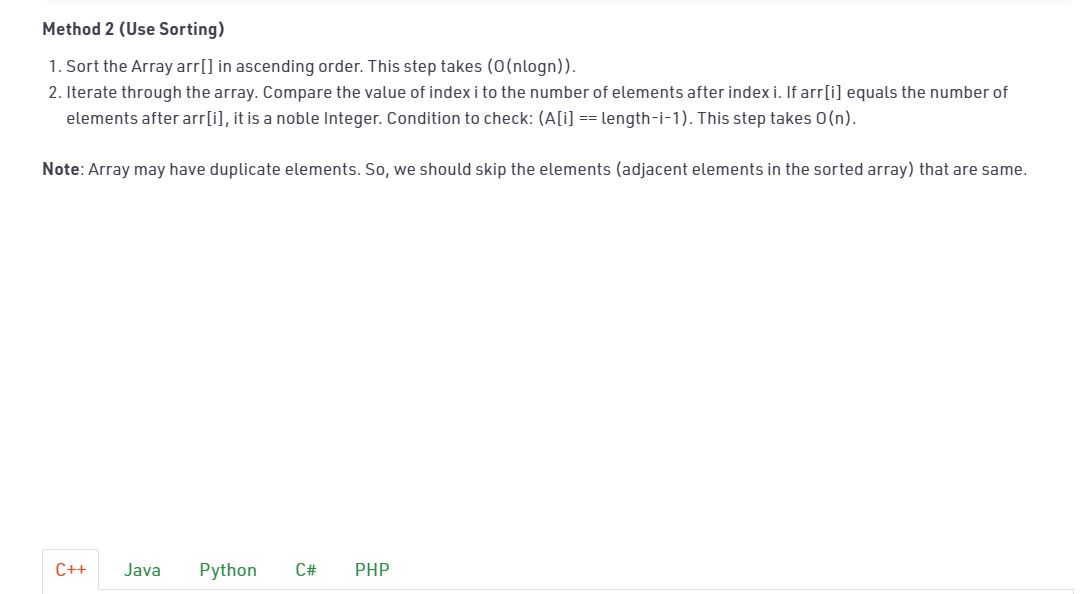 Method 2 (Use Sorting)
1. Sort the Array arr[] in ascending order. This step takes (O(nlogn)).
2. Iterate through the array. Compare the value of index i to the number of elements after index i. If arr[i] equals the number of
elements after arr[i], it is a noble Integer. Condition to check: (A[i] == length-i-1). This step takes O(n).
Note: Array may have duplicate elements. So, we should skip the elements (adjacent elements in the sorted array) that are same.
C++ Java Python C# PHP